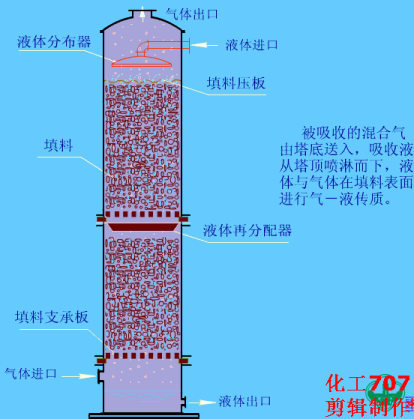 气体出口
液体分布器
液体进口
填料压板
填料
被吸收的混合气
由塔底送入，吸收液
从塔顶喷淋而下，液
体与气体在填料表面
进行气－液传质。
液体再分配器
填料支承板
气体进口
液体出口
化工707
剪辑制作